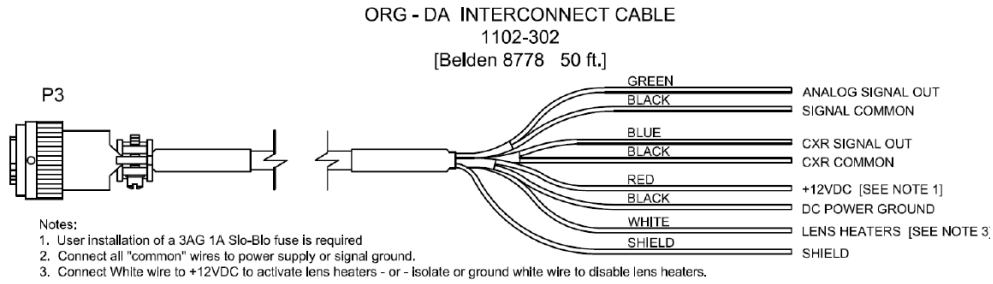 ORG - DA INTERCONNECT CABLE
1102-302
[Belden 8778 50 ft.]
P3
GREEN
ANALOG SIGNAL OUT
BLACK
SIGNAL COMMON
BLUE
CXR SIGNAL OUT
BLACK
CXR COMMON
RED
+12VDC [SEE NOTE 1]
BLACK
DC POWER GROUND
WHITE
LENS HEATERS [SEE NOTE 3]
SHIELD
SHIELD
Notes:
1. User installation of a 3AG 1A Slo-Blo fuse is required
2. Connect all "common" wires to power supply or signal ground.
3. Connect White wire to +12VDC to activate lens heaters - or - isolate or ground white wire to disable lens heaters.